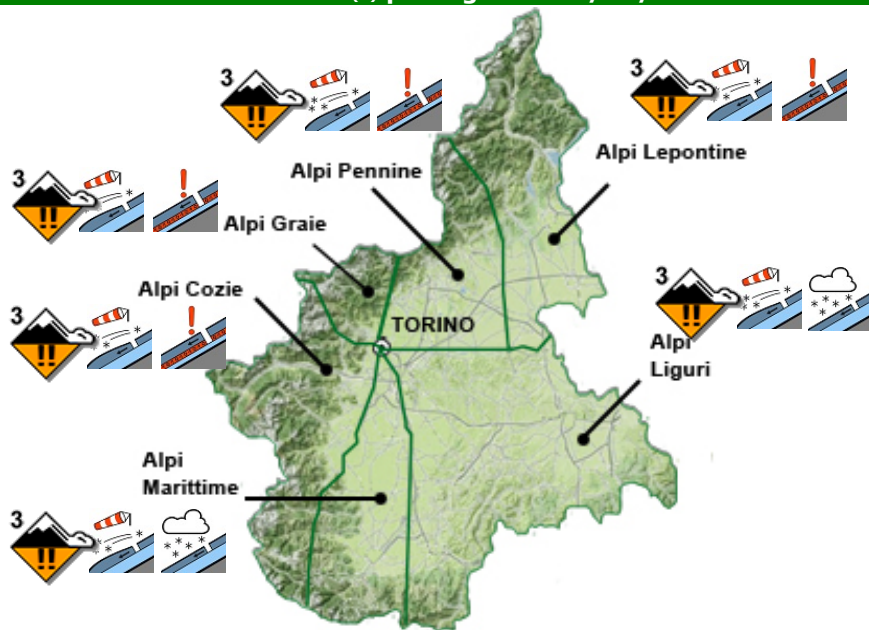 3
3
Alpi Lepontine
Alpi Pennine
3
Alpi Graie
3
Alpi Cozie
TORINO
Alpi
Liguri
3
Alpi
Marittime
3